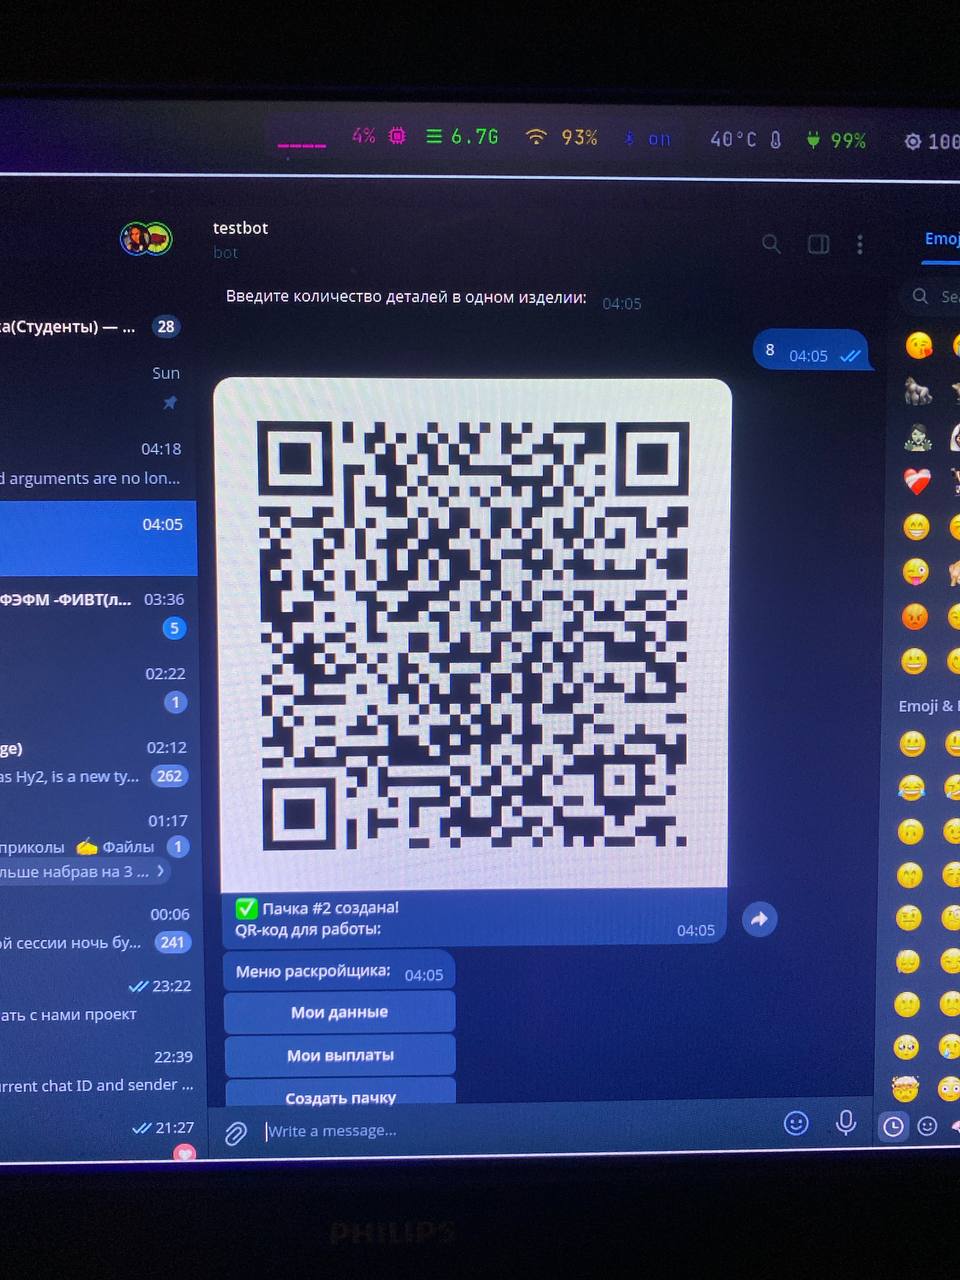 4% 6.7G 93% on 40°C 99% 100
testbot
bot
Emoj
Введите количество деталей в одном изделии: 04:05
Sea
ка(Студенты) — ... 28
8 04:05
Sun
04:18
d arguments are no lon...
04:05
ФЭФМ -ФИВТ(л... 03:36
5
02:22
1
Emoji &
ge) 02:12
as Hy2, is a new ty... 262
01:17
приколы ✍ Файлы 1
льше набрав на 3 ...
00:06
ой сессии ночь бу... 241
✅ Пачка #2 создана!
QR-код для работы: 04:05
Меню раскройщика: 04:05
23:22
ать с нами проект
Мои данные
Мои выплаты
22:39
urrent chat ID and sender ...
Создать пачку
21:27
Write a message...
PHILIPS